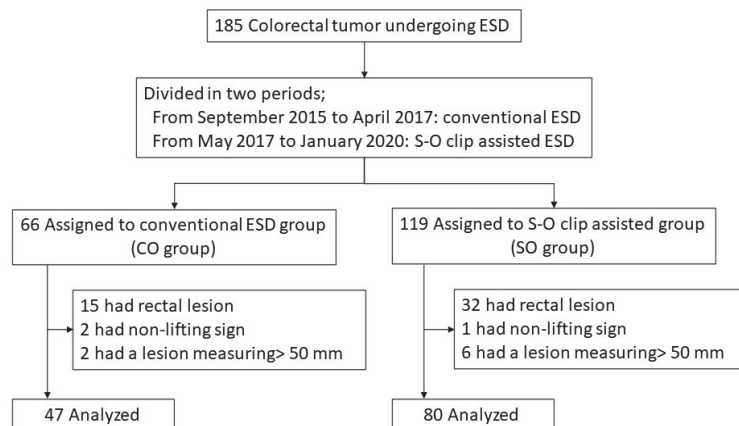 185 Colorectal tumor undergoing ESD
Divided in two periods;
From September 2015 to April 2017: conventional ESD
From May 2017 to January 2020: S-O clip assisted ESD
66 Assigned to conventional ESD group
(CO group)
119 Assigned to S-O clip assisted group
(SO group)
15 had rectal lesion
2 had non-lifting sign
2 had a lesion measuring> 50 mm
32 had rectal lesion
1 had non-lifting sign
6 had a lesion measuring> 50 mm
47 Analyzed
80 Analyzed